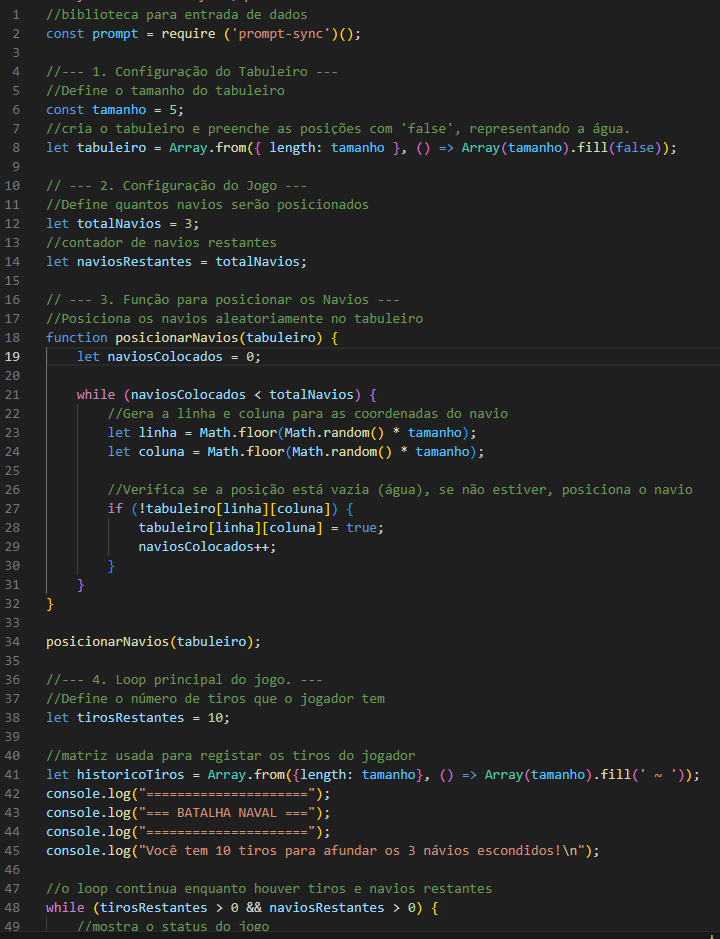 1 //biblioteca para entrada de dados
2 const prompt = require ('prompt-sync')();
3
4 //--- 1. Configuração do Tabuleiro ---
5 //Define o tamanho do tabuleiro
6 const tamanho = 5;
7 //cria o tabuleiro e preenche as posições com 'false', representando a água.
8 let tabuleiro = Array.from({ length: tamanho }, () => Array(tamanho).fill(false));
9
10 // --- 2. Configuração do Jogo ---
11 //Define quantos navios serão posicionados
12 let totalNavios = 3;
13 //contador de navios restantes
14 let naviosRestantes = totalNavios;
15
16 // --- 3. Função para posicionar os Navios ---
17 //Posiciona os navios aleatoriamente no tabuleiro
18 function posicionarNavios(tabuleiro) {
19 let naviosColocados = 0;
20
21 while (naviosColocados < totalNavios) {
22 //Gera a linha e coluna para as coordenadas do navio
23 let linha = Math.floor(Math.random() * tamanho);
24 let coluna = Math.floor(Math.random() * tamanho);
25
26 //Verifica se a posição está vazia (água), se não estiver, posiciona o navio
27 if (!tabuleiro[linha][coluna]) {
28 tabuleiro[linha][coluna] = true;
29 naviosColocados++;
30 }
31 }
32 }
33
34 posicionarNavios(tabuleiro);
35
36 //--- 4. Loop principal do jogo. ---
37 //Define o número de tiros que o jogador tem
38 let tirosRestantes = 10;
39
40 //matriz usada para registar os tiros do jogador
41 let historicoTiros = Array.from({length: tamanho}, () => Array(tamanho).fill(' ~ '));
42 console.log("=====================");
43 console.log("=== BATALHA NAVAL ===");
44 console.log("=====================");
45 console.log("Você tem 10 tiros para afundar os 3 návios escondidos!\n");
46
47 //o loop continua enquanto houver tiros e navios restantes
48 while (tirosRestantes > 0 && naviosRestantes > 0) {
49 //mostra o status do jogo